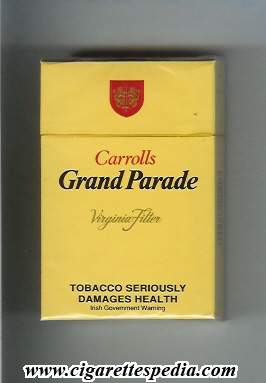 Carrolls
Grand Parade
Virginia Filter
TOBACCO SERIOUSLY
DAMAGES HEALTH
Irish Government Warning
www.cigarettespedia.com